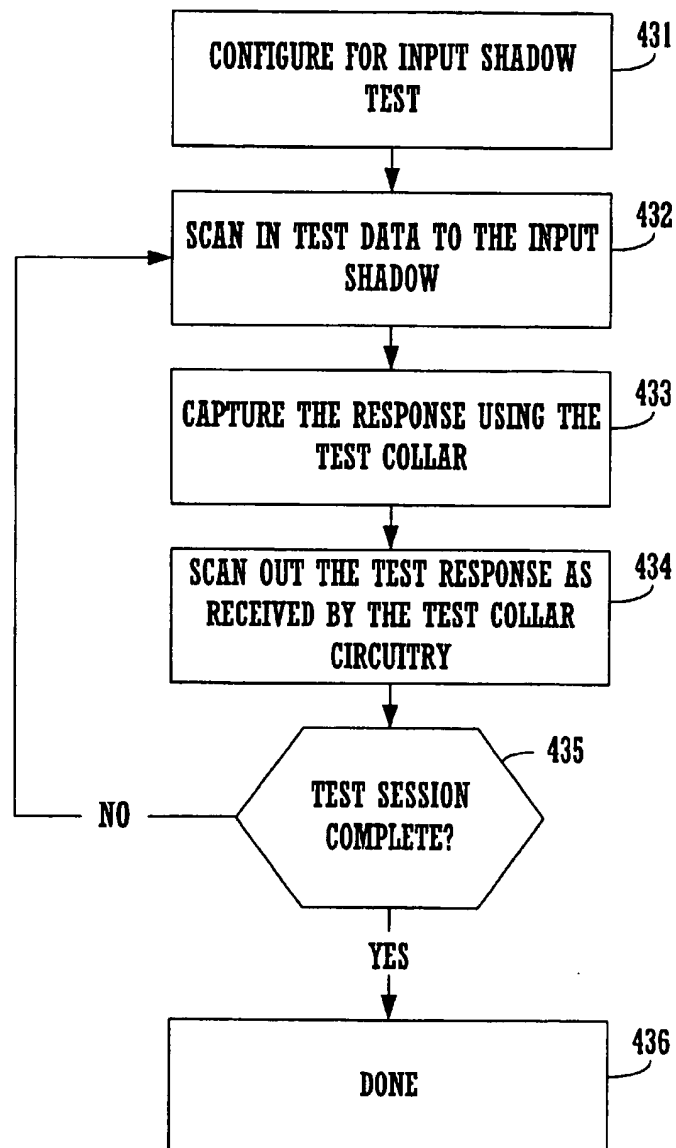 CONFIGURE FOR INPUT SHADOW
TEST
431
SCAN IN TEST DATA TO THE INPUT
SHADOW
432
CAPTURE THE RESPONSE USING THE
TEST COLLAR
433
SCAN OUT THE TEST RESPONSE AS
RECEIVED BY THE TEST COLLAR
CIRCUITRY
434
TEST SESSION
COMPLETE?
435
NO
YES
DONE
436